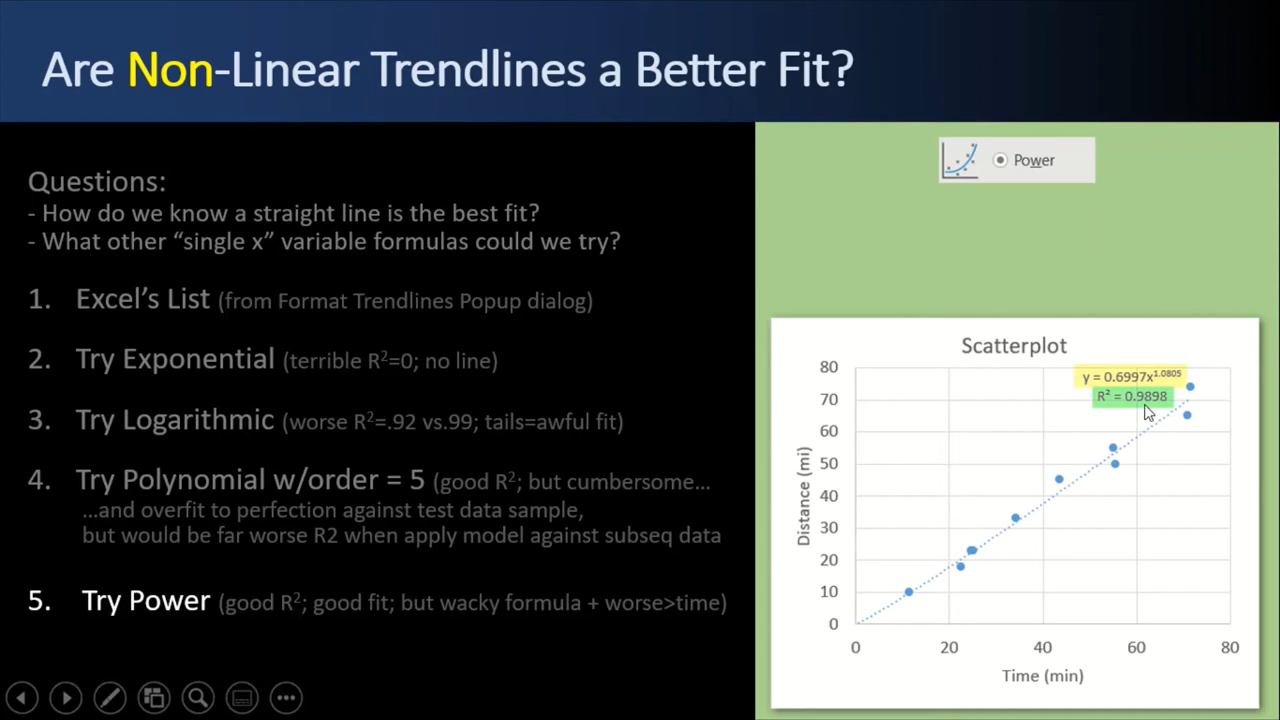 Are Non-Linear Trendlines a Better Fit?
Questions:
- How do we know a straight line is the best fit?
- What other “single x” variable formulas could we try?
1. Excel’s List (from Format Trendlines Popup dialog)
2. Try Exponential (terrible R²=0; no line)
3. Try Logarithmic (worse R²=.92 vs.99; tails=awful fit)
4. Try Polynomial w/order = 5 (good R²; but cumbersome…
…and overfit to perfection against test data sample,
but would be far worse R2 when apply model against subseq data
5. Try Power (good R²; good fit; but wacky formula + worse>time)
Power
Scatterplot
y = 0.6997x^1.0805
R² = 0.9898
80
70
60
50
40
30
20
10
0
Distance (mi)
0 20 40 60 80
Time (min)